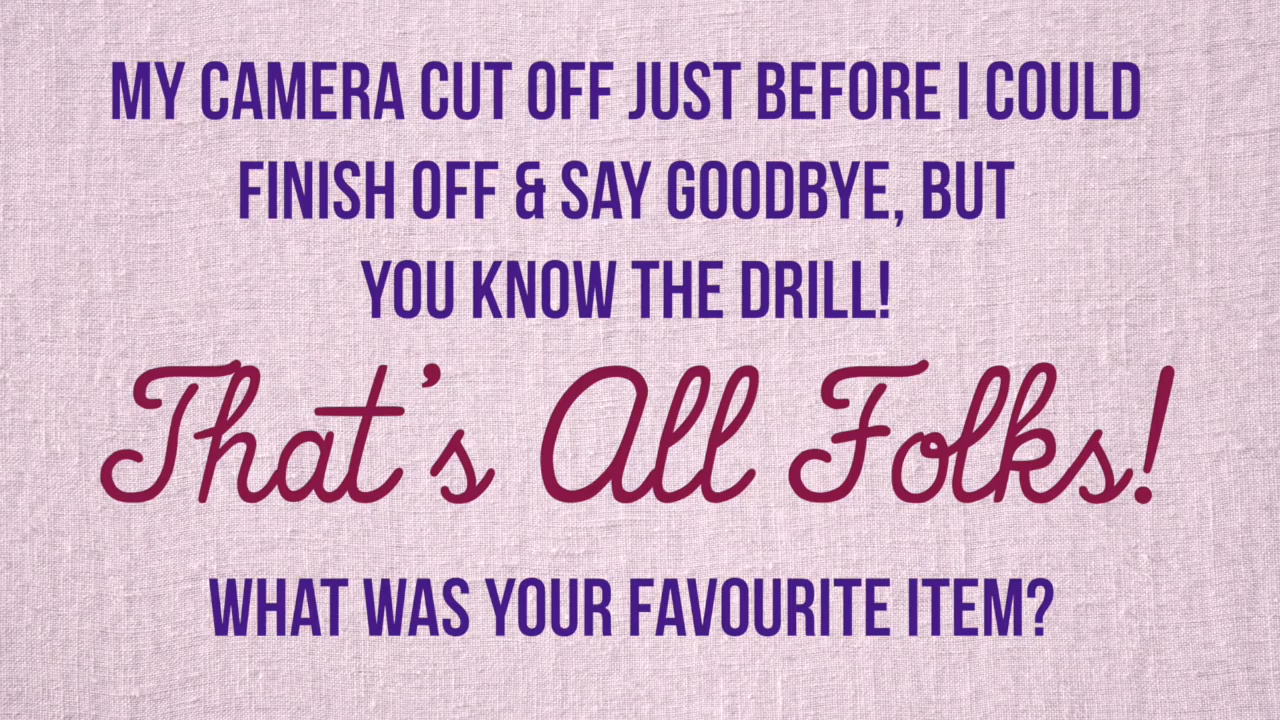 MY CAMERA CUT OFF JUST BEFORE I COULD
FINISH OFF & SAY GOODBYE, BUT
YOU KNOW THE DRILL!
That's All Folks!
WHAT WAS YOUR FAVOURITE ITEM?